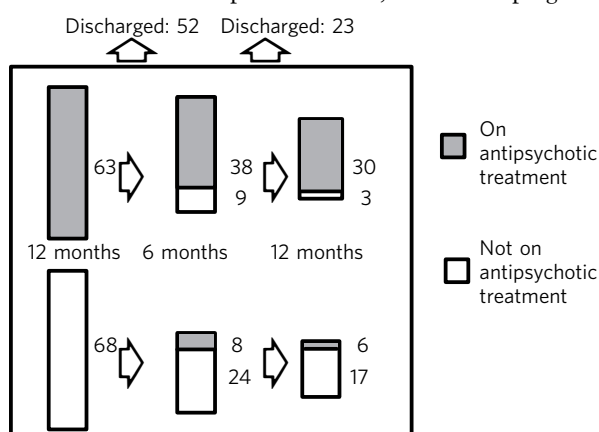 Discharged: 52 Discharged: 23
63
38
9
30
3
12 months 6 months 12 months
68
8
24
6
17
On
antipsychotic
treatment
Not on
antipsychotic
treatment